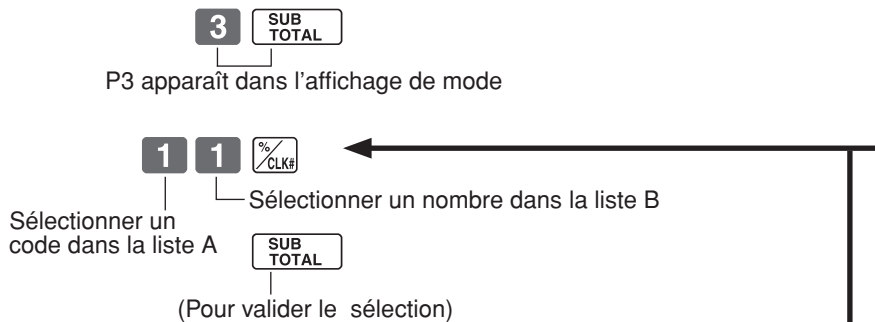 3 SUB TOTAL
P3 apparaît dans l'affichage de mode
1 1 %/CLK#
Sélectionner un nombre dans la liste B
Sélectionner un
code dans la liste A
SUB TOTAL
(Pour valider le sélection)